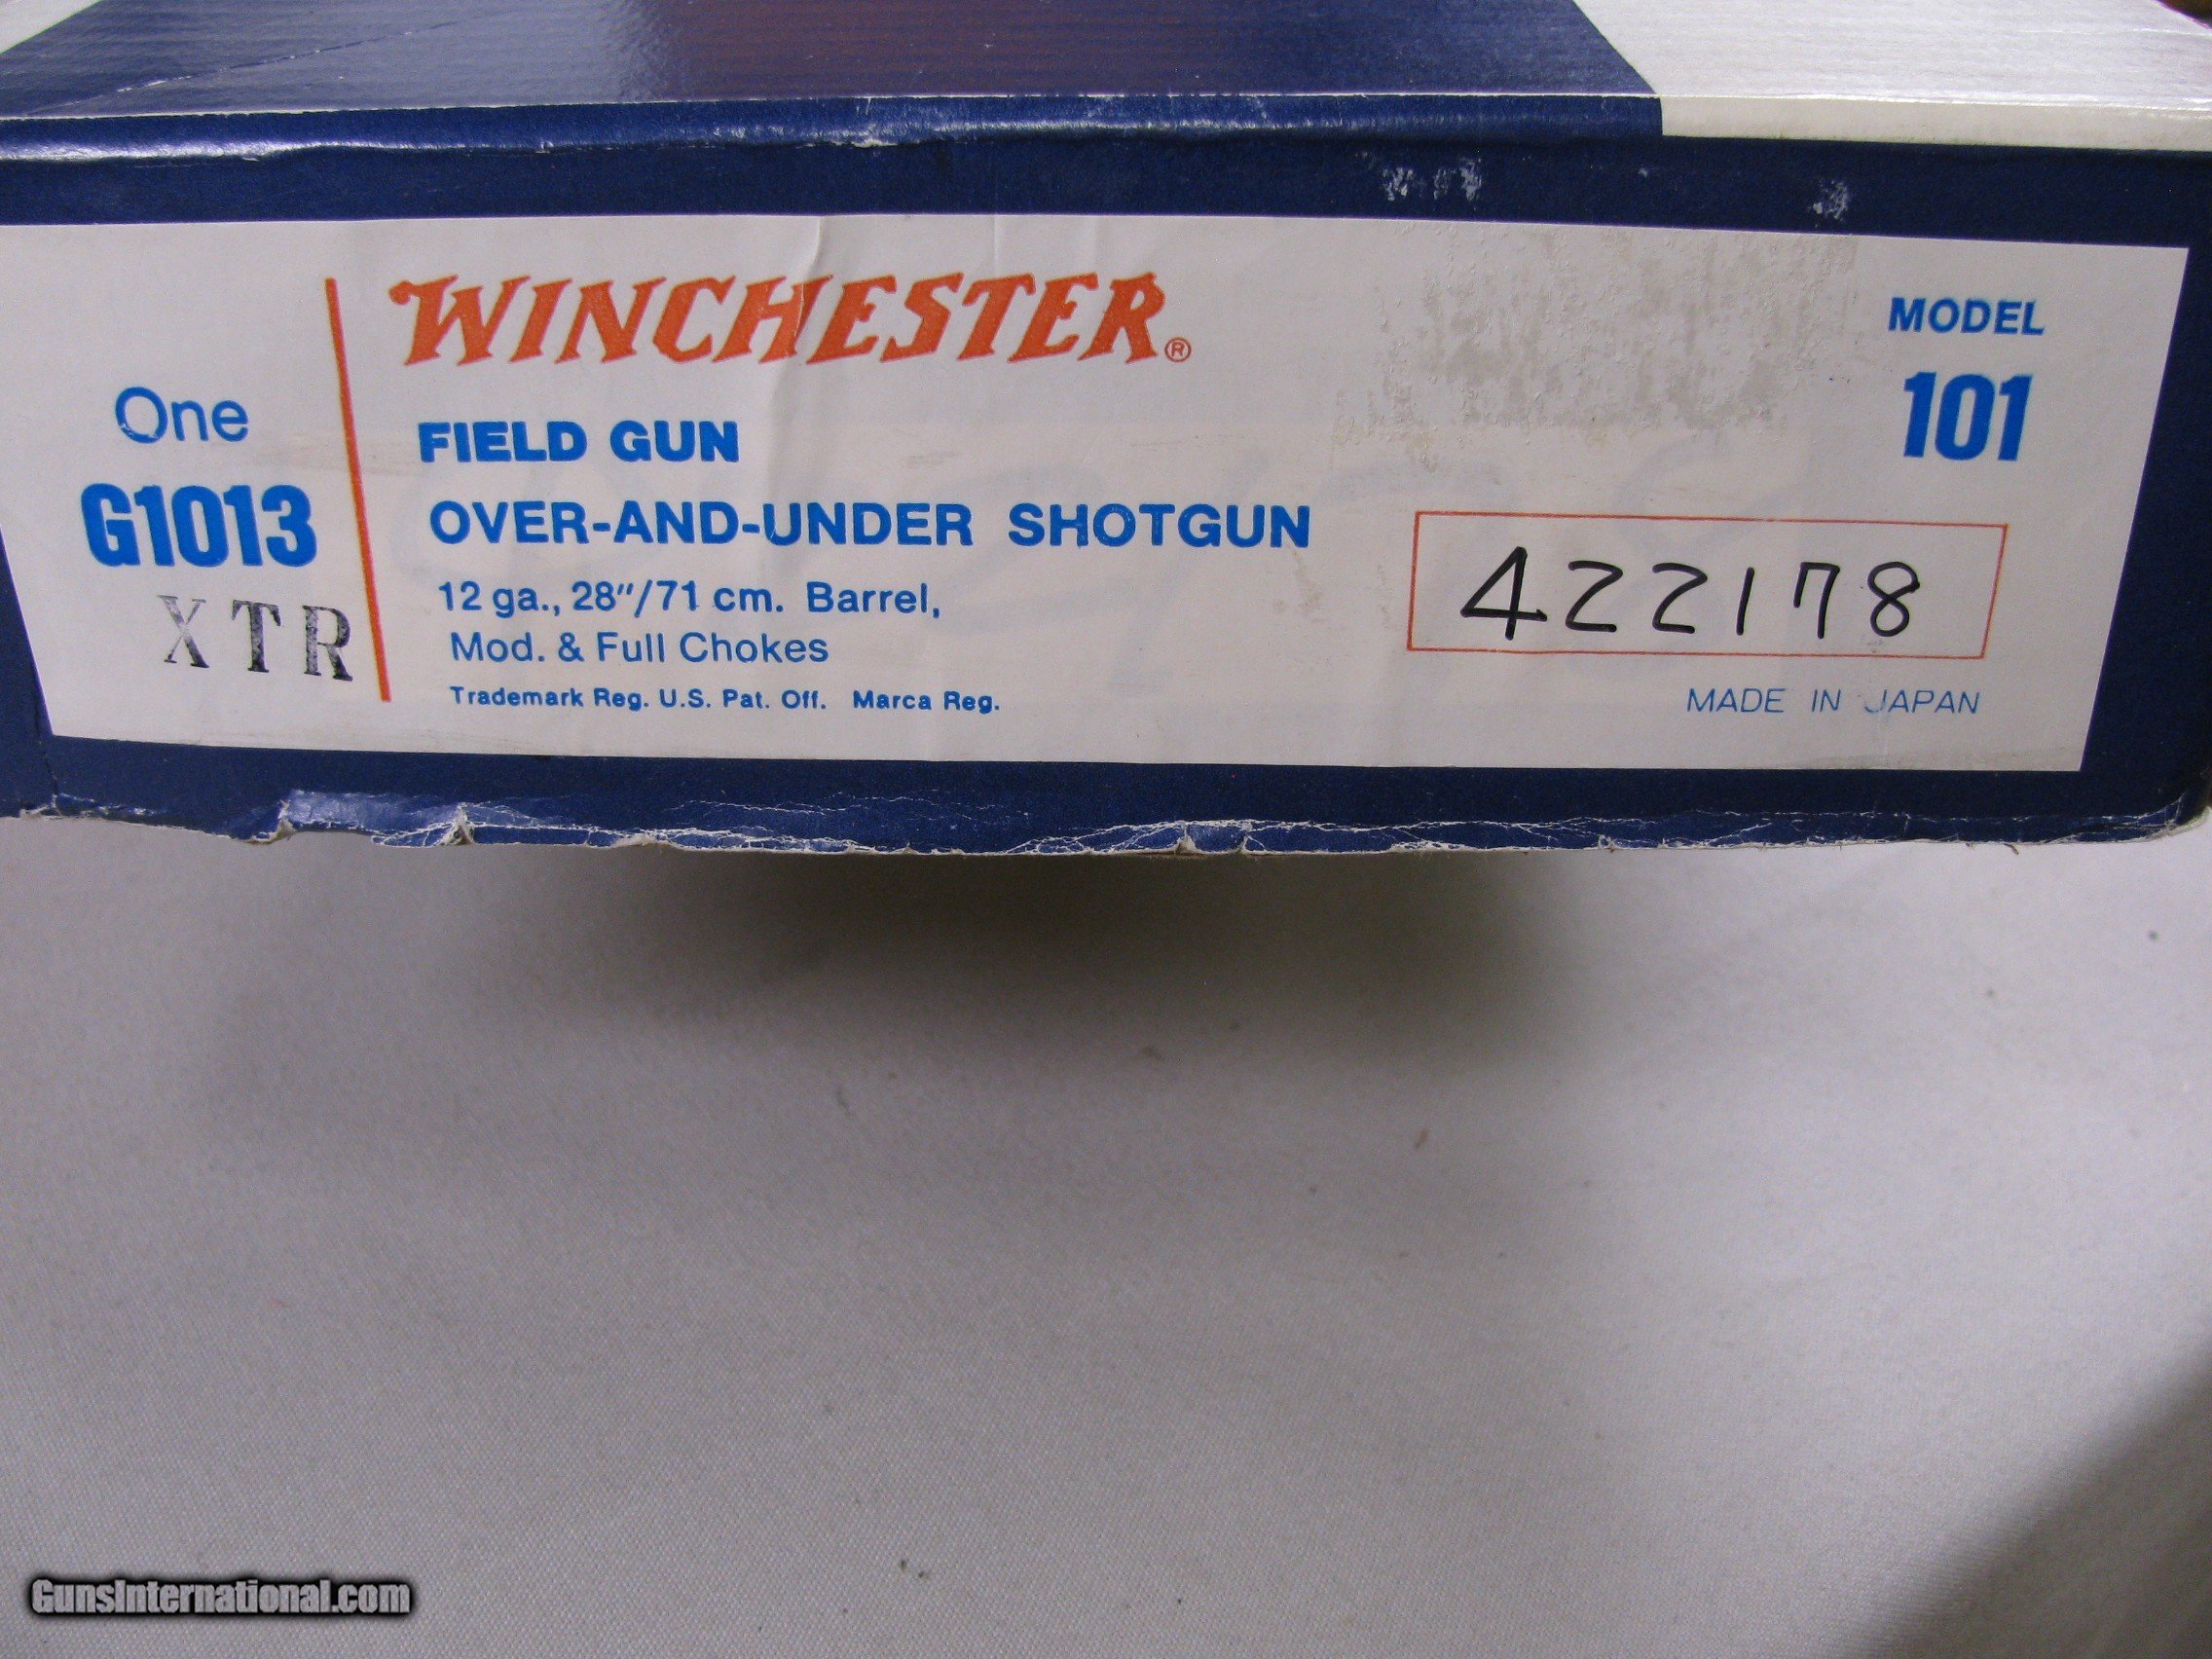 One
G1013
XTR
WINCHESTER®
FIELD GUN
OVER-AND-UNDER SHOTGUN
12 ga., 28"/71 cm. Barrel,
Mod. & Full Chokes
Trademark Reg. U.S. Pat. Off. Marca Reg.
MODEL
101
422178
MADE IN JAPAN
GunsInternational.com